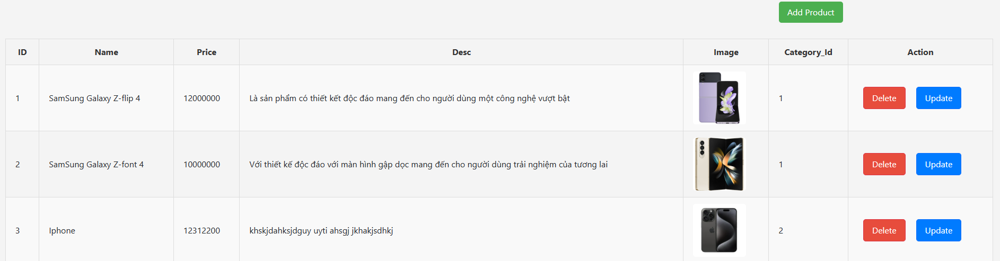 Add Product
ID Name Price Desc Image Category_Id Action
1 SamSung Galaxy Z-flip 4 12000000 Là sản phẩm có thiết kết độc đáo mang đến cho người dùng một công nghệ vượt bật 1 Delete Update
2 SamSung Galaxy Z-font 4 10000000 Với thiết kế độc đáo với màn hình gập dọc mang đến cho người dùng trải nghiệm của tương lai 1 Delete Update
3 Iphone 12312200 khskjdahksjdguy uyti ahsgj jkhakjsdhkj 2 Delete Update